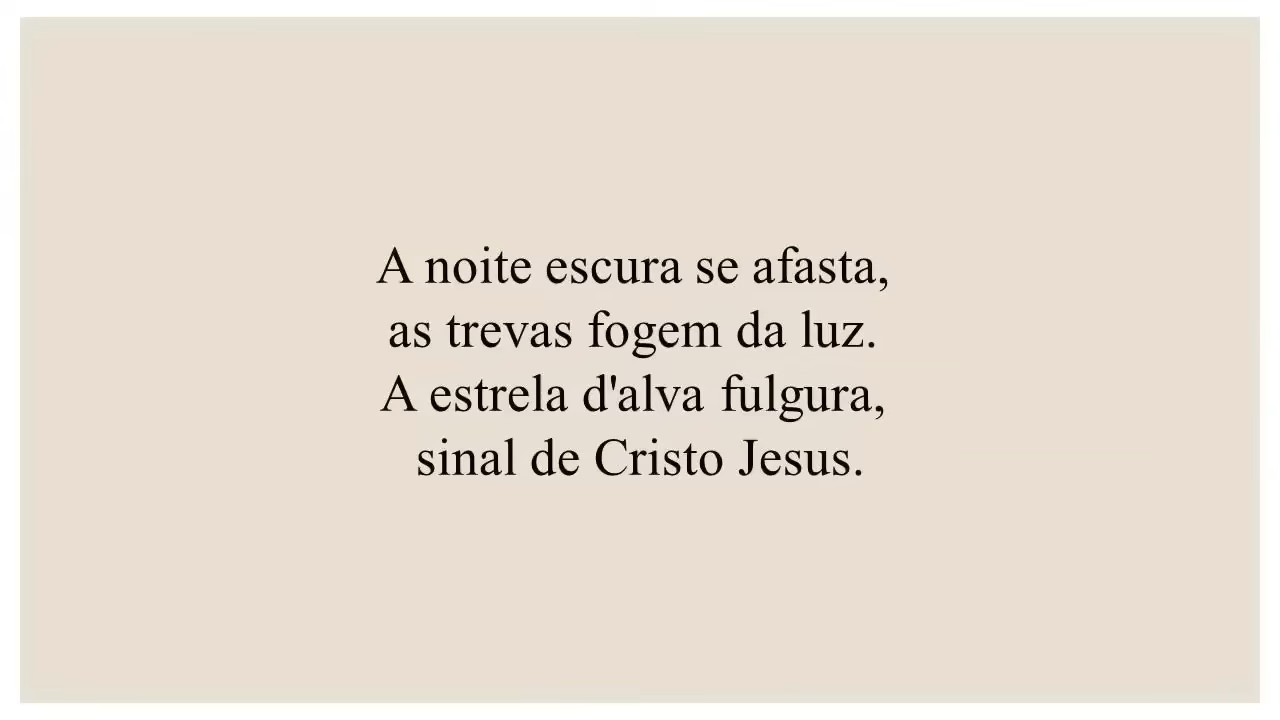 A noite escura se afasta,
as trevas fogem da luz.
A estrela d'alva fulgura,
sinal de Cristo Jesus.